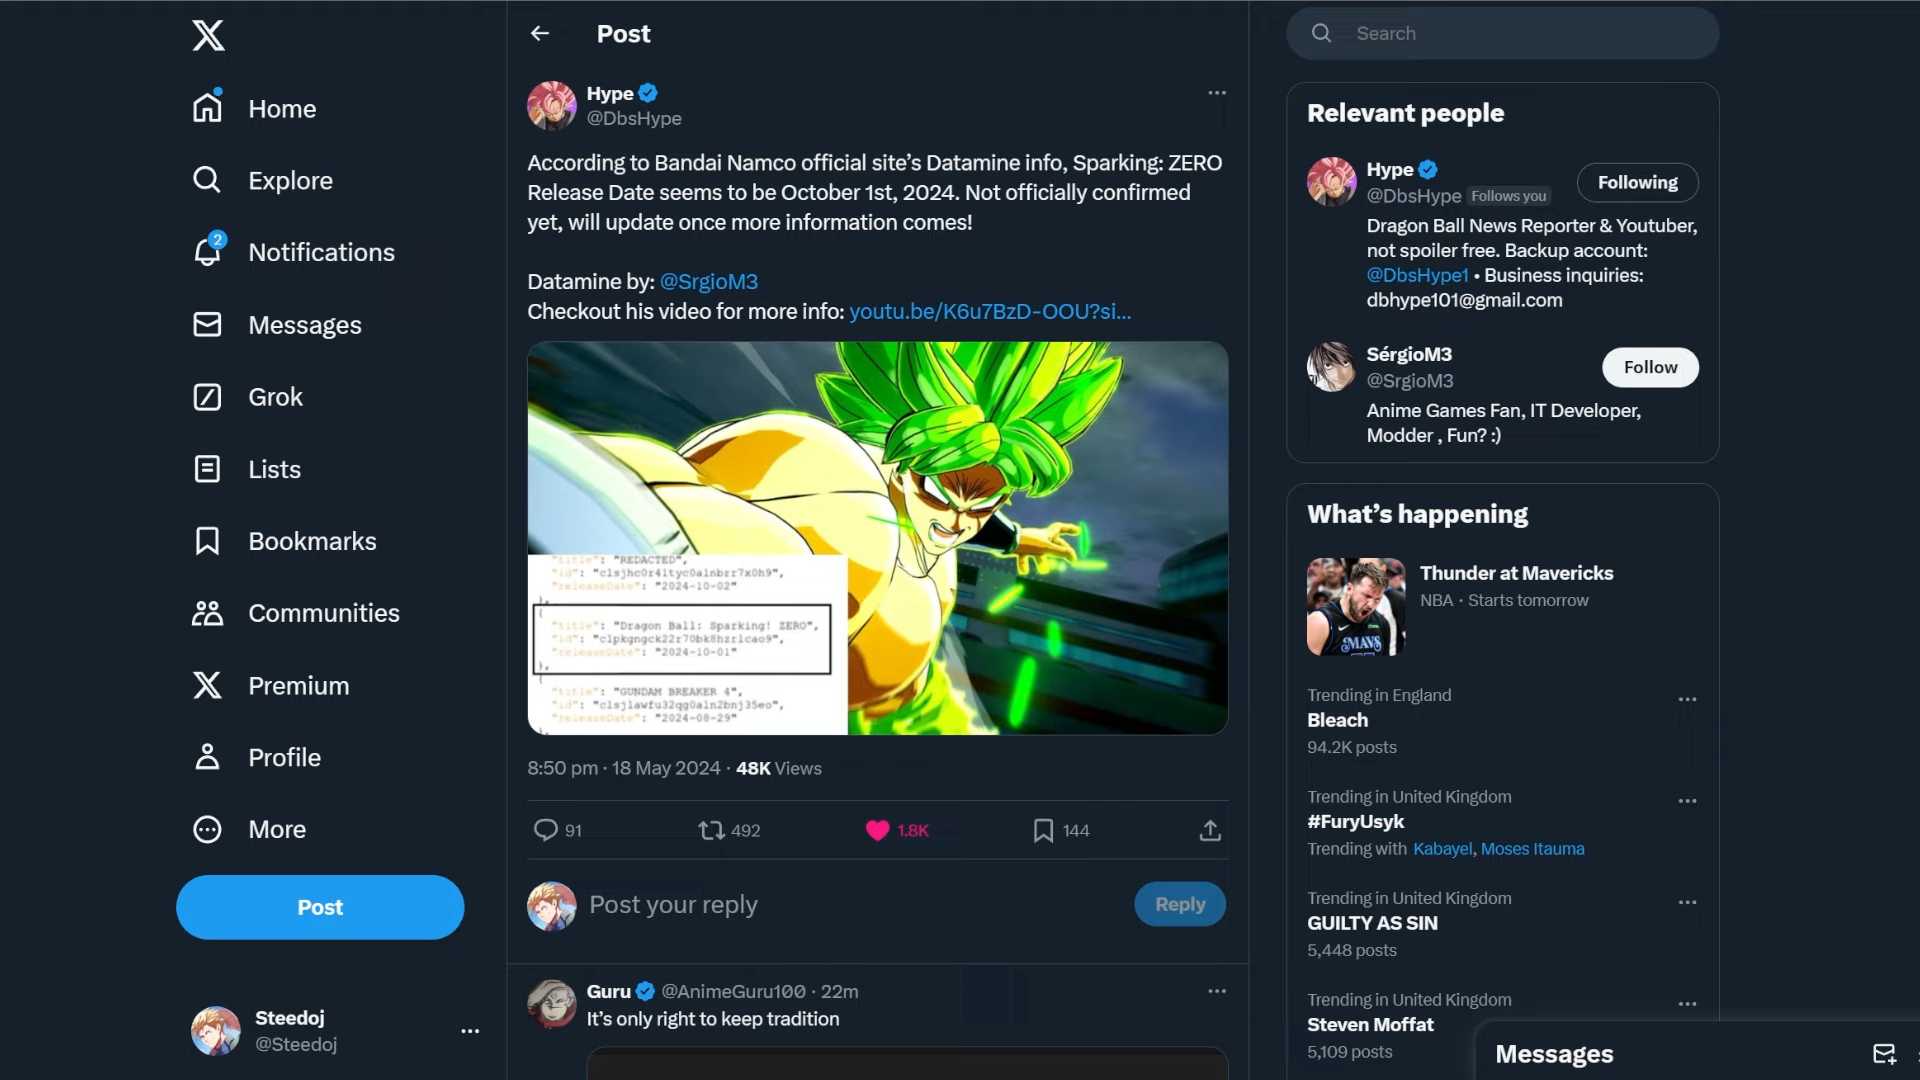 Post
Search
Home
Explore
2
Notifications
Messages
Grok
Lists
Bookmarks
Communities
Premium
Profile
More
Post
Steedoj
@Steedoj
Hype
@DbsHype
According to Bandai Namco official site’s Datamine info, Sparking: ZERO
Release Date seems to be October 1st, 2024. Not officially confirmed
yet, will update once more information comes!
Datamine by: @SrgioM3
Checkout his video for more info: youtu.be/K6u7BzD-OOU?si...
"title": "REDACTED",
"id": "clsjhc0r41tyc0alnbrr7x0h9",
"releaseDate": "2024-10-02"
},
{
"title": "Dragon Ball: Sparking! ZERO",
"id": "clpkgngck22r70bk8hzrlcao9",
"releaseDate": "2024-10-01"
},
{
"title": "GUNDAM BREAKER 4",
"id": "clsjlawfu32qg0aln2bnj35eo",
"releaseDate": "2024-08-29"
MAVS
8:50 pm · 18 May 2024 · 48K Views
91
492
1.8K
144
Post your reply
Reply
Guru @AnimeGuru100 · 22m
It’s only right to keep tradition
Relevant people
Hype
@DbsHype Follows you
Following
Dragon Ball News Reporter & Youtuber,
not spoiler free. Backup account:
@DbsHype1 • Business inquiries:
dbhype101@gmail.com
SérgioM3
@SrgioM3
Follow
Anime Games Fan, IT Developer,
Modder , Fun? :)
What’s happening
Thunder at Mavericks
NBA · Starts tomorrow
Trending in England
Bleach
94.2K posts
Trending in United Kingdom
#FuryUsyk
Trending with Kabayel, Moses Itauma
Trending in United Kingdom
GUILTY AS SIN
5,448 posts
Trending in United Kingdom
Steven Moffat
5,109 posts
Messages